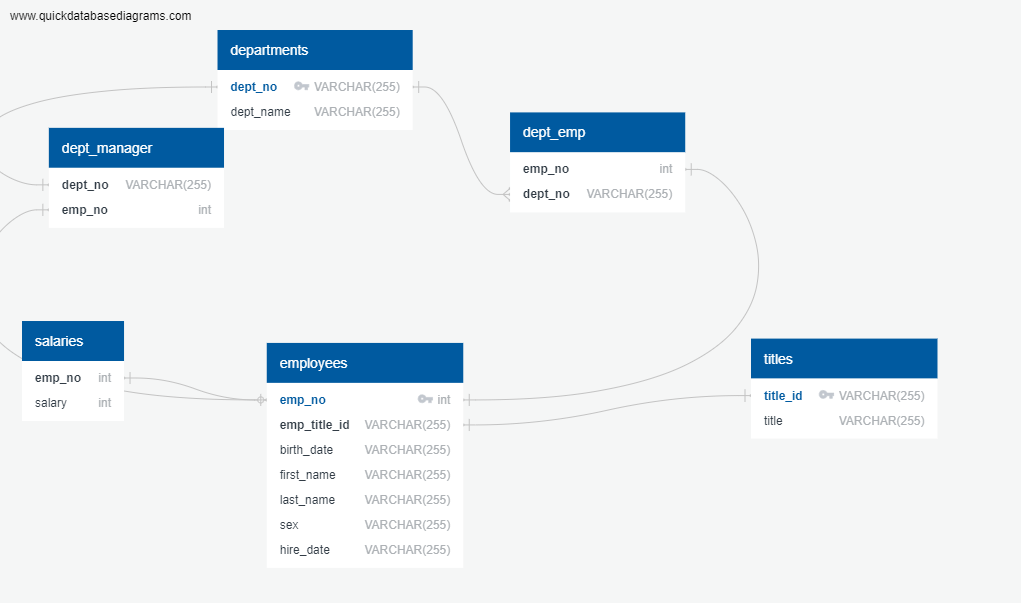 www.quickdatabasediagrams.com
departments
dept_no VARCHAR(255)
dept_name VARCHAR(255)
dept_manager
dept_no VARCHAR(255)
emp_no int
dept_emp
emp_no int
dept_no VARCHAR(255)
salaries
emp_no int
salary int
employees
emp_no int
emp_title_id VARCHAR(255)
birth_date VARCHAR(255)
first_name VARCHAR(255)
last_name VARCHAR(255)
sex VARCHAR(255)
hire_date VARCHAR(255)
titles
title_id VARCHAR(255)
title VARCHAR(255)